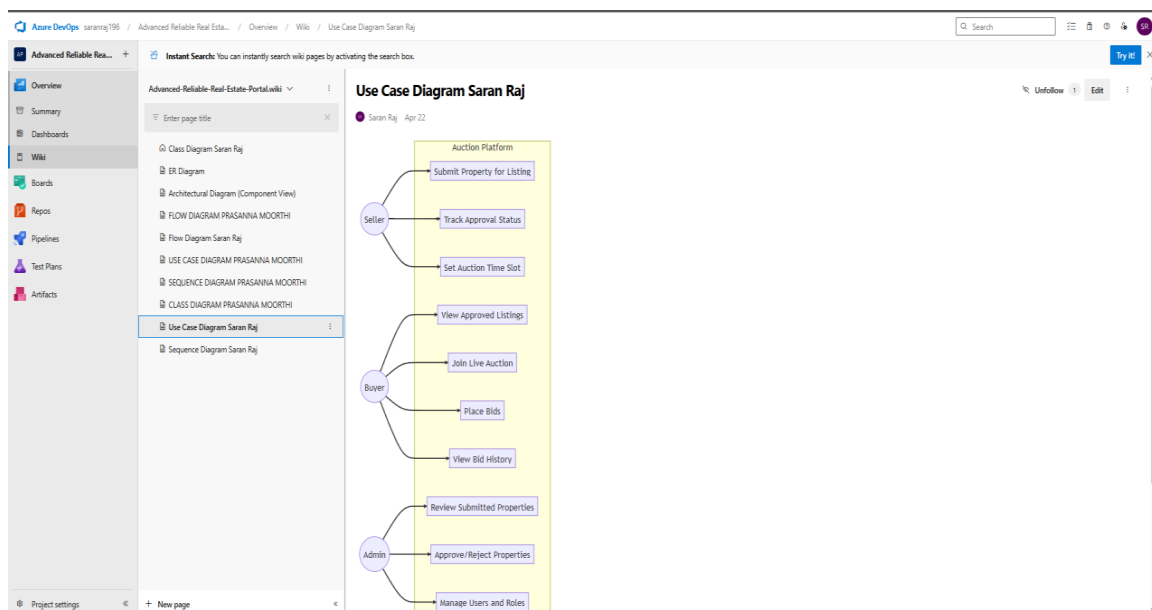 Azure DevOps saranraj196 / Advanced Reliable Real Esta... / Overview / Wiki / Use Case Diagram Saran Raj
Search
SR
AP Advanced Reliable Rea... +
Instant Search: You can instantly search wiki pages by activating the search box.
Try it!
Overview
Summary
Dashboards
Wiki
Boards
Repos
Pipelines
Test Plans
Artifacts
Project settings
Advanced-Reliable-Real-Estate-Portal.wiki
Enter page title
Class Diagram Saran Raj
ER Diagram
Architectural Diagram (Component View)
FLOW DIAGRAM PRASANNA MOORTHI
Flow Diagram Saran Raj
USE CASE DIAGRAM PRASANNA MOORTHI
SEQUENCE DIAGRAM PRASANNA MOORTHI
CLASS DIAGRAM PRASANNA MOORTHI
Use Case Diagram Saran Raj
Sequence Diagram Saran Raj
+ New page
Use Case Diagram Saran Raj
Unfollow 1 Edit
Saran Raj Apr 22
Auction Platform
Submit Property for Listing
Seller
Track Approval Status
Set Auction Time Slot
View Approved Listings
Join Live Auction
Buyer
Place Bids
View Bid History
Review Submitted Properties
Admin
Approve/Reject Properties
Manage Users and Roles